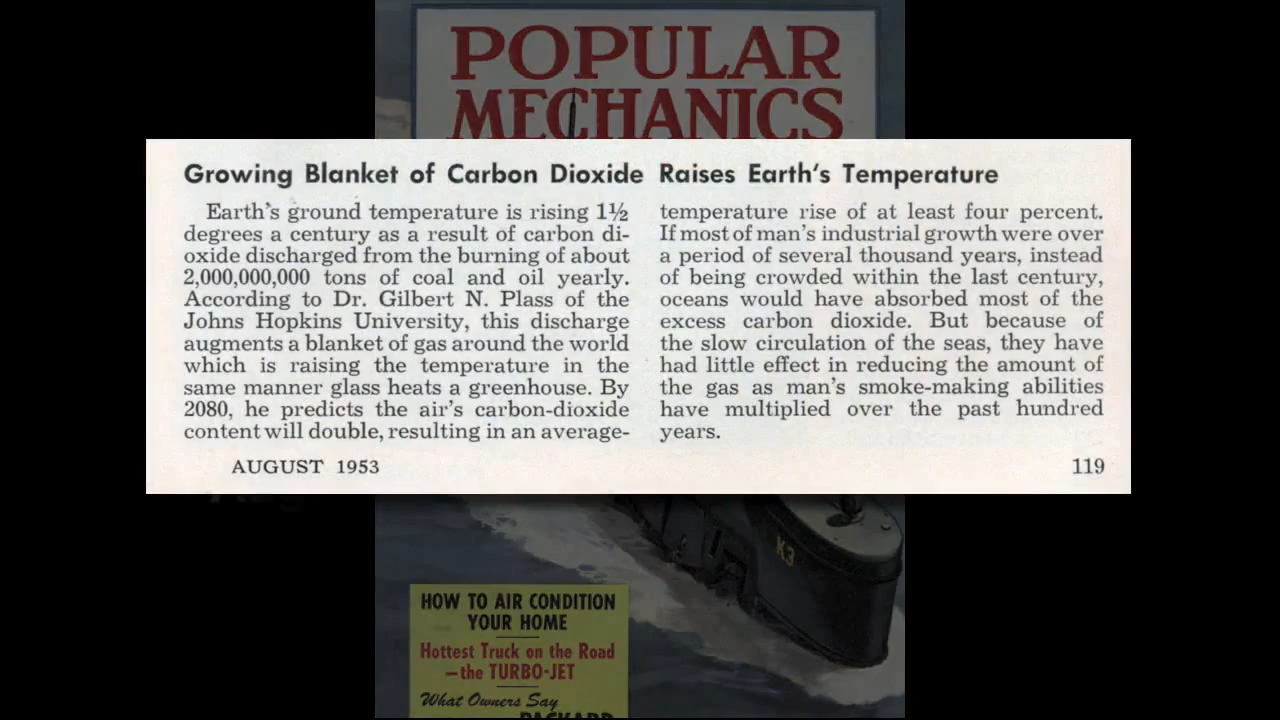 POPULAR
MECHANICS
Growing Blanket of Carbon Dioxide Raises Earth's Temperature
Earth's ground temperature is rising 1½
degrees a century as a result of carbon di-
oxide discharged from the burning of about
2,000,000,000 tons of coal and oil yearly.
According to Dr. Gilbert N. Plass of the
Johns Hopkins University, this discharge
augments a blanket of gas around the world
which is raising the temperature in the
same manner glass heats a greenhouse. By
2080, he predicts the air's carbon-dioxide
content will double, resulting in an average-
temperature rise of at least four percent.
If most of man's industrial growth were over
a period of several thousand years, instead
of being crowded within the last century,
oceans would have absorbed most of the
excess carbon dioxide. But because of
the slow circulation of the seas, they have
had little effect in reducing the amount of
the gas as man's smoke-making abilities
have multiplied over the past hundred
years.
AUGUST 1953
119
K3
HOW TO AIR CONDITION
YOUR HOME
Hottest Truck on the Road
—the TURBO-JET
What Owners Say
PACKARD